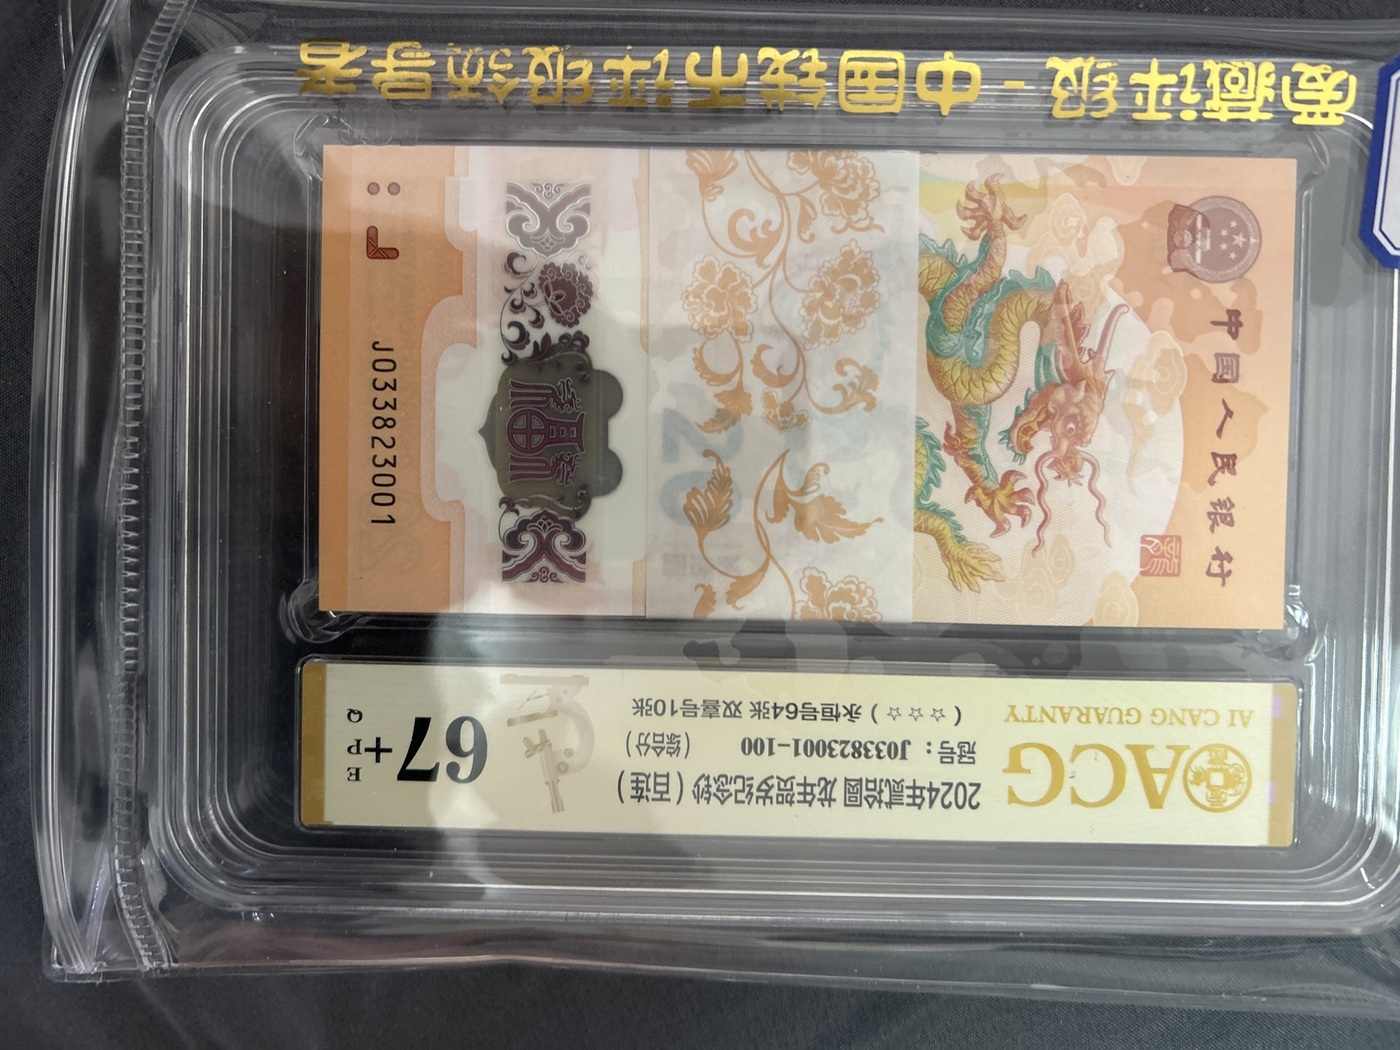 爱藏评级 - 中国钱币评级领导者
中国人民银行
J033823001
20
ACG
AI CANG GUARANTY
2024年贰拾圆 龙年贺岁纪念钞 (百连)
冠号: J033823001-100 (综合分)
(☆☆☆) 永恒号64张 双喜号10张
67+
E
P
Q